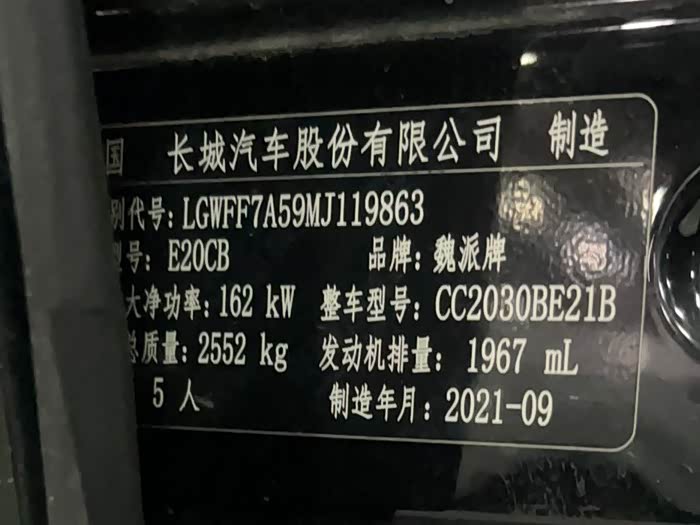 国 长城汽车股份有限公司 制造
别代号: LGWFF7A59MJ119863
型号: E20CB 品牌: 魏派牌
大净功率: 162 kW 整车型号: CC2030BE21B
总质量: 2552 kg 发动机排量: 1967 mL
5 人 制造年月: 2021-09